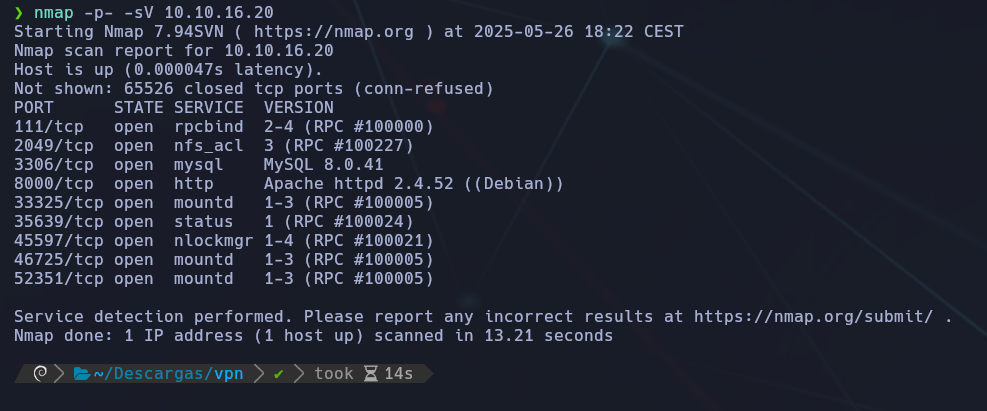 ❯ nmap -p- -sV 10.10.16.20
Starting Nmap 7.94SVN ( https://nmap.org ) at 2025-05-26 18:22 CEST
Nmap scan report for 10.10.16.20
Host is up (0.000047s latency).
Not shown: 65526 closed tcp ports (conn-refused)
PORT      STATE SERVICE  VERSION
111/tcp   open  rpcbind  2-4 (RPC #100000)
2049/tcp  open  nfs_acl  3 (RPC #100227)
3306/tcp  open  mysql    MySQL 8.0.41
8000/tcp  open  http     Apache httpd 2.4.52 ((Debian))
33325/tcp open  mountd   1-3 (RPC #100005)
35639/tcp open  status   1 (RPC #100024)
45597/tcp open  nlockmgr 1-4 (RPC #100021)
46725/tcp open  mountd   1-3 (RPC #100005)
52351/tcp open  mountd   1-3 (RPC #100005)
Service detection performed. Please report any incorrect results at https://nmap.org/submit/ .
Nmap done: 1 IP address (1 host up) scanned in 13.21 seconds
~/Descargas/vpn ✔ took 14s